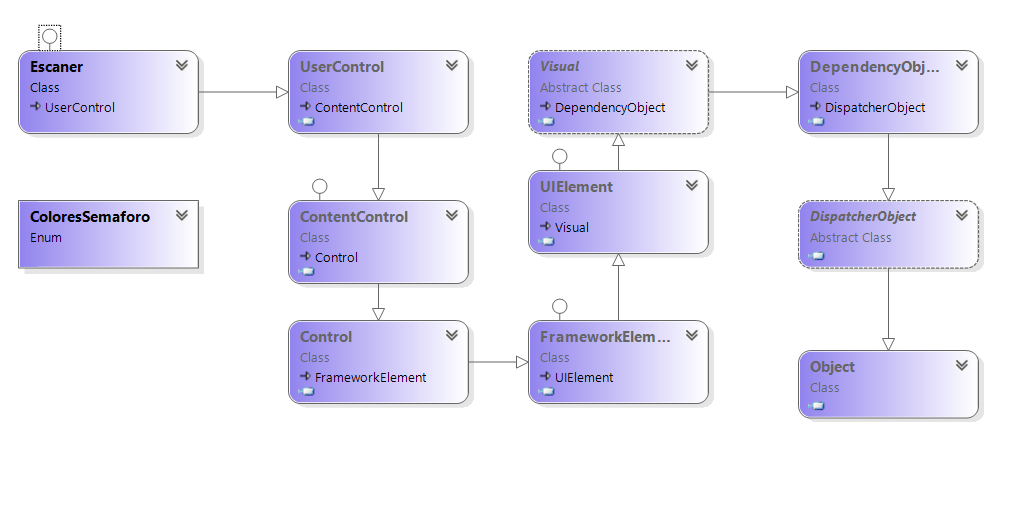 Escaner
Class
UserControl
ColoresSemaforo
Enum
UserControl
Class
ContentControl
ContentControl
Class
Control
Control
Class
FrameworkElement
Visual
Abstract Class
DependencyObject
UIElement
Class
Visual
FrameworkElem...
Class
UIElement
DependencyObj...
Class
DispatcherObject
DispatcherObject
Abstract Class
Object
Class